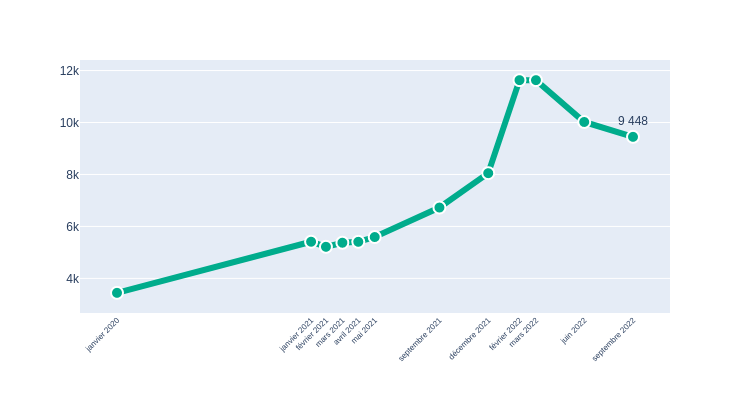 12k
10k
8k
6k
4k
9 448
janvier 2020
janvier 2021
février 2021
mars 2021
avril 2021
mai 2021
septembre 2021
décembre 2021
février 2022
mars 2022
juin 2022
septembre 2022